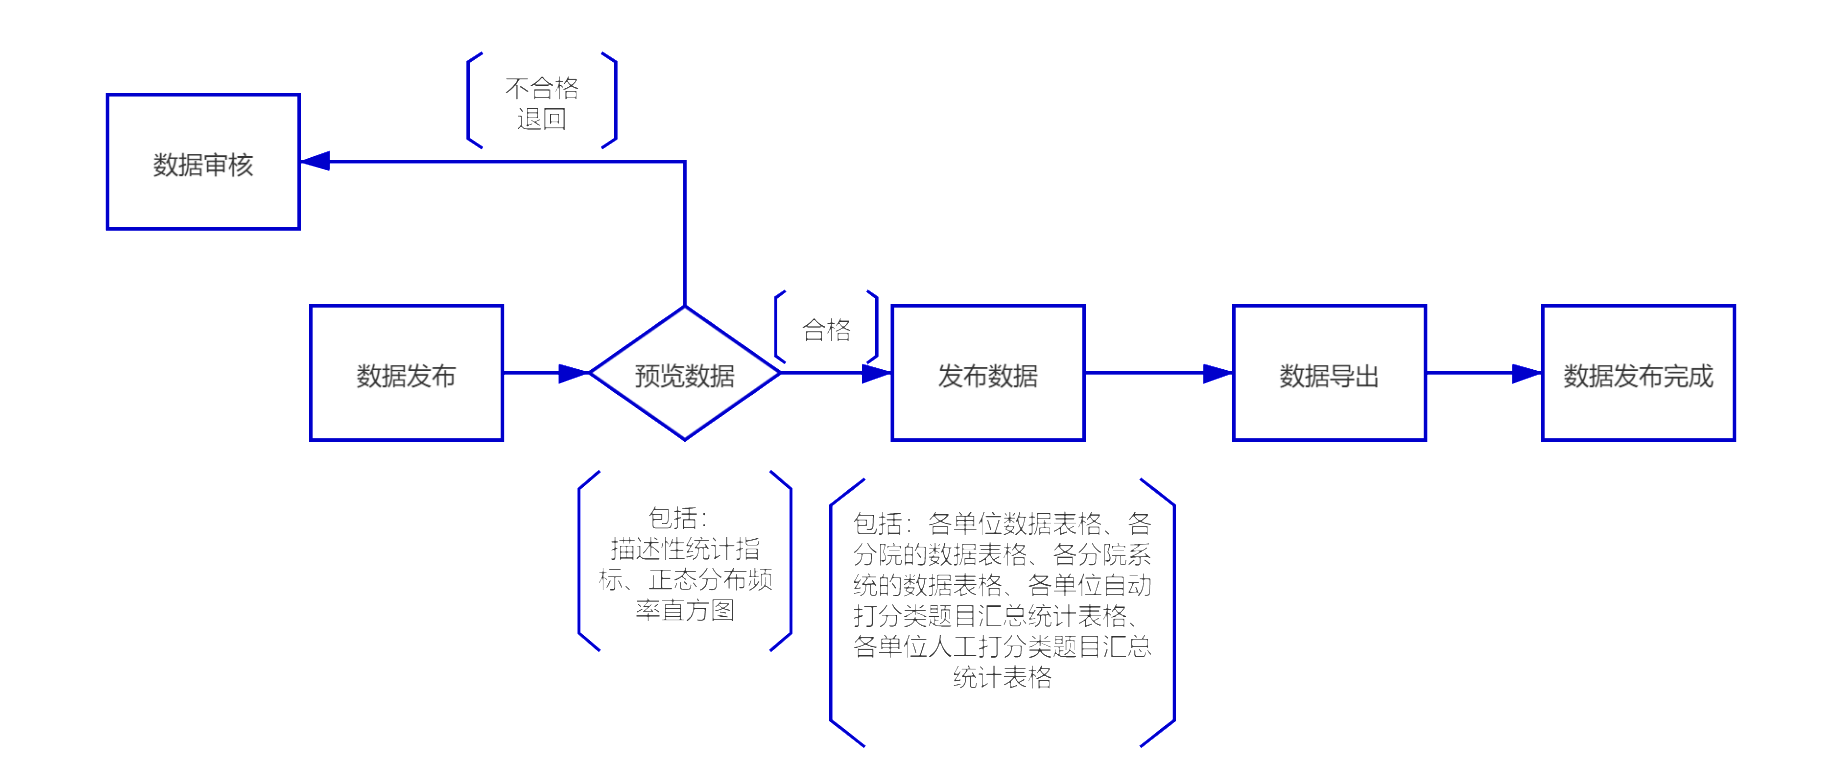 不合格
退回
数据审核
合格
数据发布
预览数据
发布数据
数据导出
数据发布完成
包括：
描述性统计指
标、正态分布频
率直方图
包括：各单位数据表格、各
分院的数据表格、各分院系
统的数据表格、各单位自动
打分类题目汇总统计表格、
各单位人工打分类题目汇总
统计表格